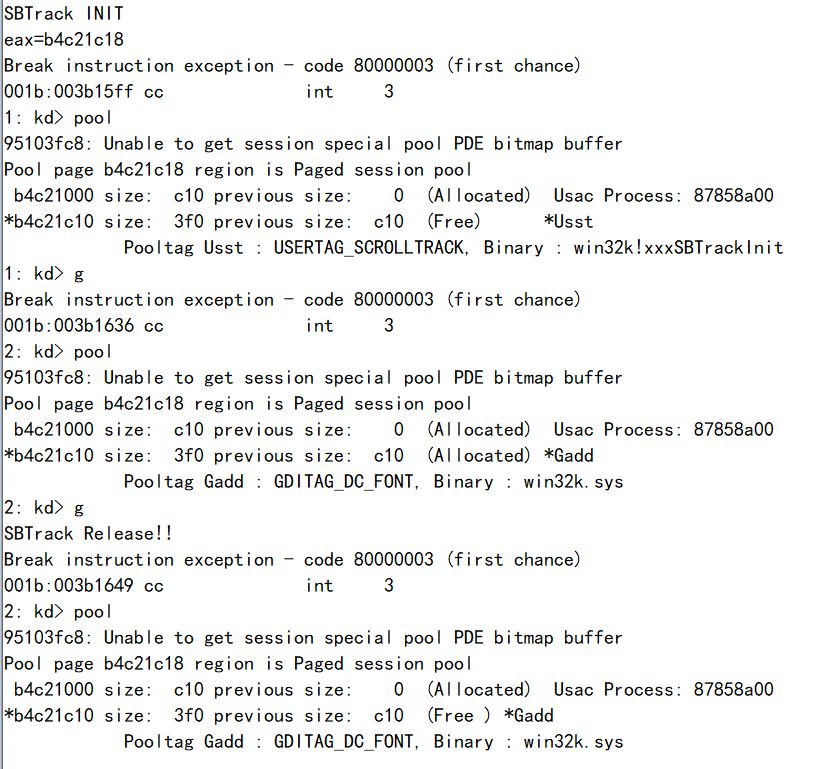 SBTrack INIT
eax=b4c21c18
Break instruction exception - code 80000003 (first chance)
001b:003b15ff cc              int     3
1: kd> pool
95103fc8: Unable to get session special pool PDE bitmap buffer
Pool page b4c21c18 region is Paged session pool
 b4c21000 size:  c10 previous size:    0  (Allocated)  Usac Process: 87858a00
*b4c21c10 size:  3f0 previous size:  c10  (Free)       *Usst
            Pooltag Usst : USERTAG_SCROLLTRACK, Binary : win32k!xxxSBTrackInit
1: kd> g
Break instruction exception - code 80000003 (first chance)
001b:003b1636 cc              int     3
2: kd> pool
95103fc8: Unable to get session special pool PDE bitmap buffer
Pool page b4c21c18 region is Paged session pool
 b4c21000 size:  c10 previous size:    0  (Allocated)  Usac Process: 87858a00
*b4c21c10 size:  3f0 previous size:  c10  (Allocated) *Gadd
            Pooltag Gadd : GDITAG_DC_FONT, Binary : win32k.sys
2: kd> g
SBTrack Release!!
Break instruction exception - code 80000003 (first chance)
001b:003b1649 cc              int     3
2: kd> pool
95103fc8: Unable to get session special pool PDE bitmap buffer
Pool page b4c21c18 region is Paged session pool
 b4c21000 size:  c10 previous size:    0  (Allocated)  Usac Process: 87858a00
*b4c21c10 size:  3f0 previous size:  c10  (Free ) *Gadd
            Pooltag Gadd : GDITAG_DC_FONT, Binary : win32k.sys